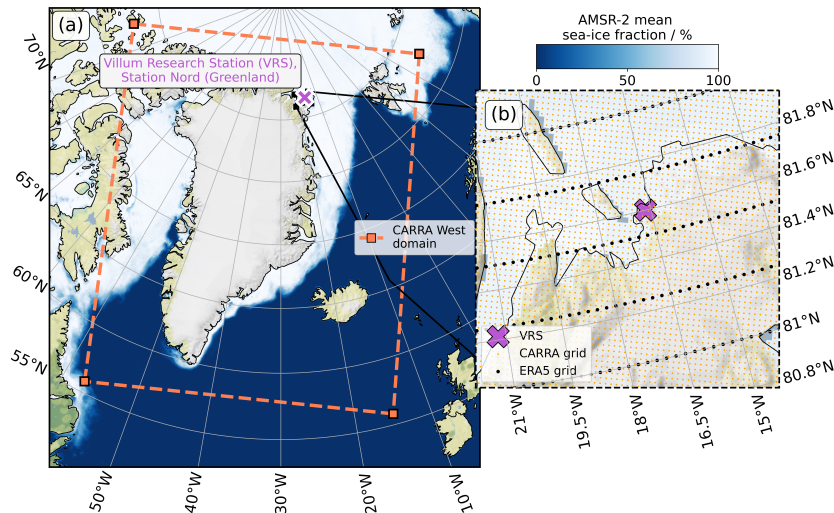 (a)
Villum Research Station (VRS),
Station Nord (Greenland)
CARRA West
domain
70°N
65°N
60°N
55°N
50°W
40°W
30°W
20°W
10°W
AMSR-2 mean
sea-ice fraction / %
0
50
100
(b)
VRS
CARRA grid
ERA5 grid
81.8°N
81.6°N
81.4°N
81.2°N
81°N
80.8°N
21°W
19.5°W
18°W
16.5°W
15°W